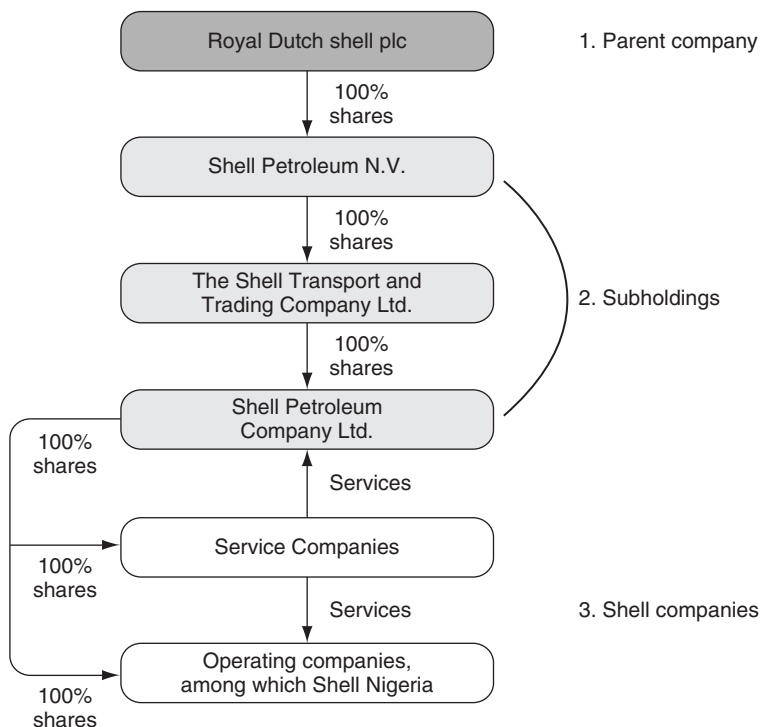 Royal Dutch shell plc
1. Parent company
100%
shares
Shell Petroleum N.V.
100%
shares
The Shell Transport and
Trading Company Ltd.
2. Subholdings
100%
shares
Shell Petroleum
Company Ltd.
100%
shares
Services
Service Companies
100%
shares
Services
3. Shell companies
Operating companies,
among which Shell Nigeria
100%
shares